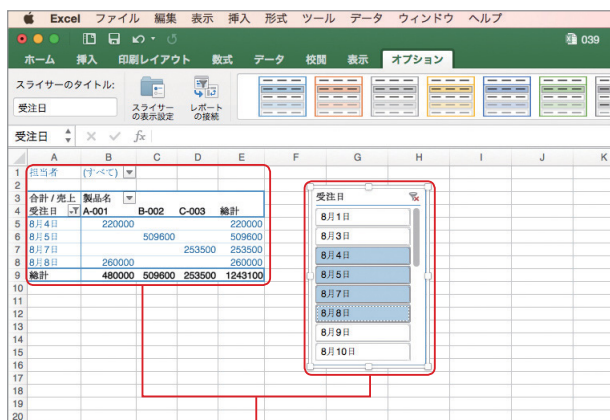 Excel ファイル 編集 表示 挿入 形式 ツール データ ウィンドウ ヘルプ
039
ホーム 挿入 印刷レイアウト 数式 データ 校閲 表示 オプション
スライサーのタイトル:
受注日
スライサーの表示設定
レポートの接続
受注日 fx
A B C D E F G H I J K
1 担当者 (すべて)
2
3 合計 / 売上 製品名
4 受注日 A-001 B-002 C-003 総計
5 8月4日 220000 220000
6 8月5日 509600 509600
7 8月7日 253500 253500
8 8月8日 260000 260000
9 総計 480000 509600 253500 1243100
10
11
12
13
14
15
16
17
18
19
20
受注日
8月1日
8月3日
8月4日
8月5日
8月7日
8月8日
8月9日
8月10日